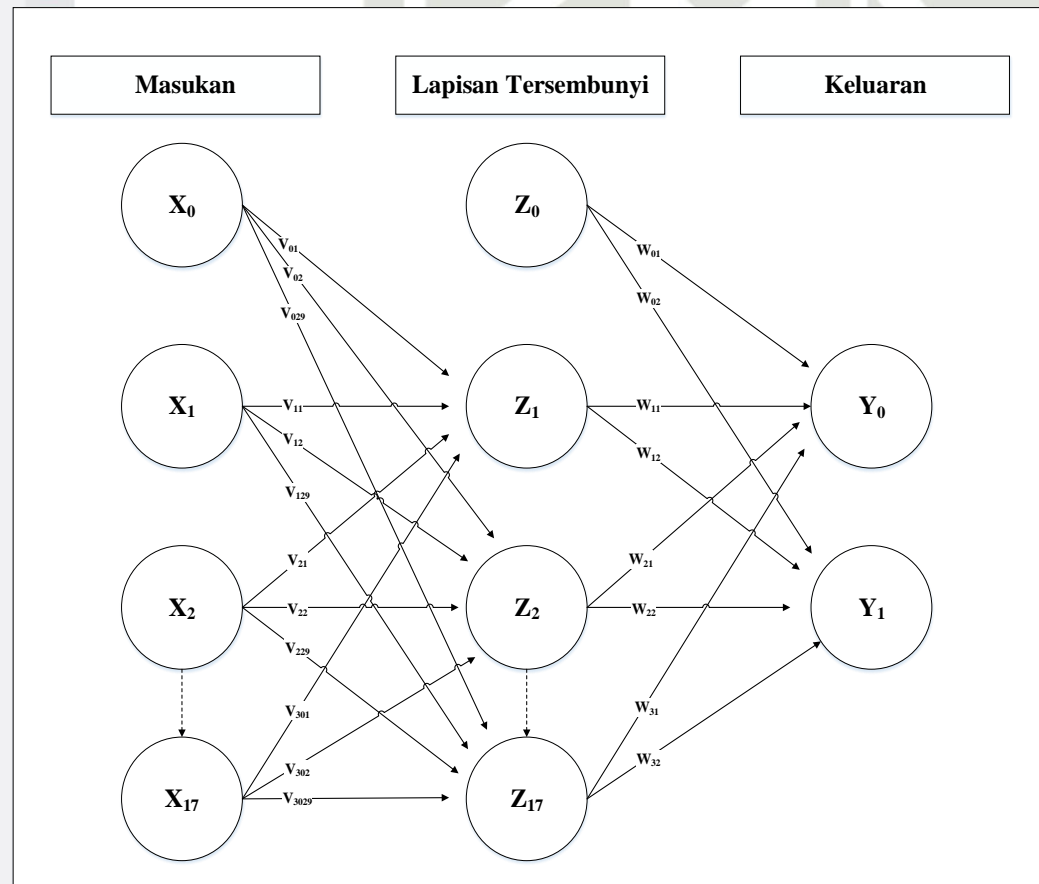 Masukan
Lapisan Tersembunyi
Keluaran
X₀
Z₀
V₀₁
V₀₂
V₀₂₉
W₀₁
W₀₂
X₁
Z₁
Y₀
V₁₁
V₁₂
V₁₂₉
W₁₁
W₁₂
X₂
Z₂
Y₁
V₂₁
V₂₂
V₂₂₉
W₂₁
W₂₂
X₁₇
Z₁₇
V₃₀₁
V₃₀₂
V₃₀₂₉
W₃₁
W₃₂